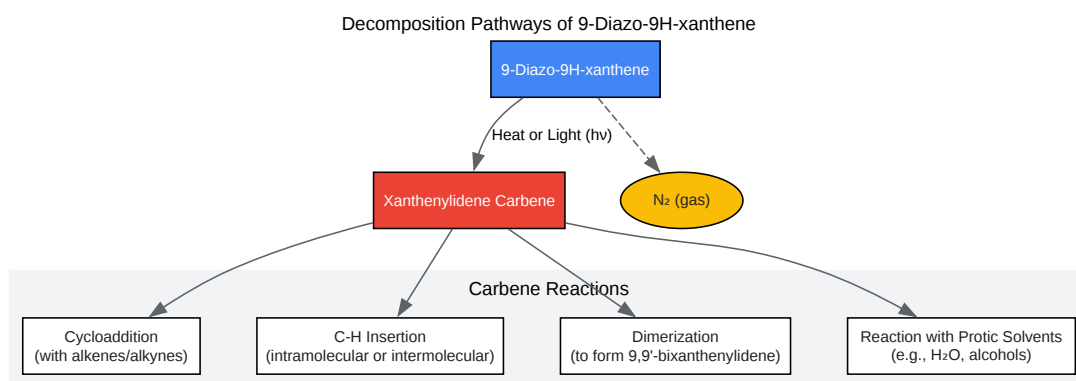 Decomposition Pathways of 9-Diazo-9H-xanthene
9-Diazo-9H-xanthene
Heat or Light (hν)
Xanthenylidene Carbene
N₂ (gas)
Carbene Reactions
Cycloaddition
(with alkenes/alkynes)
C-H Insertion
(intramolecular or intermolecular)
Dimerization
(to form 9,9'-bixanthenylidene)
Reaction with Protic Solvents
(e.g., H₂O, alcohols)